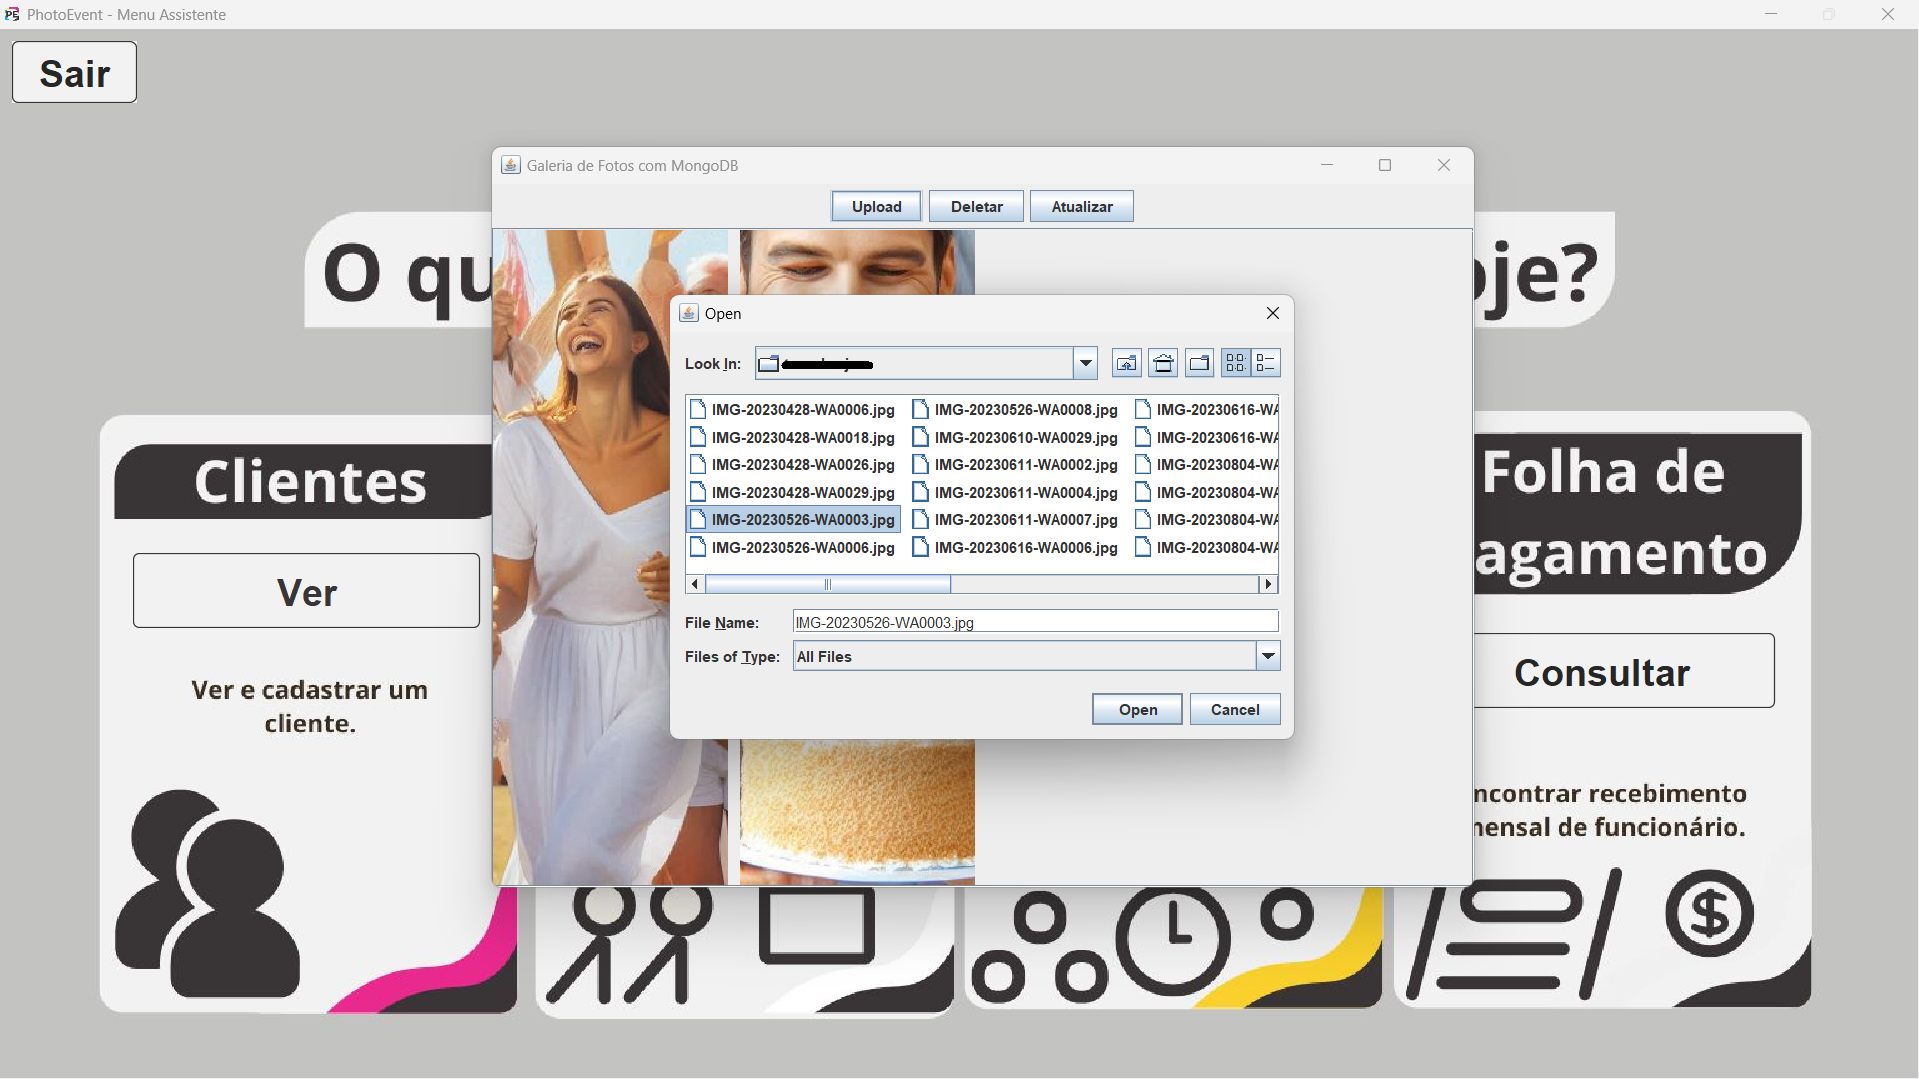 PhotoEvent - Menu Assistente
Sair
Galeria de Fotos com MongoDB
Upload Deletar Atualizar
O qu
oje?
Open
Look In:
IMG-20230428-WA0006.jpg IMG-20230526-WA0008.jpg IMG-20230616-WA
IMG-20230428-WA0018.jpg IMG-20230610-WA0029.jpg IMG-20230616-WA
IMG-20230428-WA0026.jpg IMG-20230611-WA0002.jpg IMG-20230804-WA
IMG-20230428-WA0029.jpg IMG-20230611-WA0004.jpg IMG-20230804-WA
IMG-20230526-WA0003.jpg IMG-20230611-WA0007.jpg IMG-20230804-WA
IMG-20230526-WA0006.jpg IMG-20230616-WA0006.jpg IMG-20230804-WA
File Name: IMG-20230526-WA0003.jpg
Files of Type: All Files
Open Cancel
Clientes
Ver
Ver e cadastrar um
cliente.
Folha de
agamento
Consultar
ncontrar recebimento
mensal de funcionário.
$